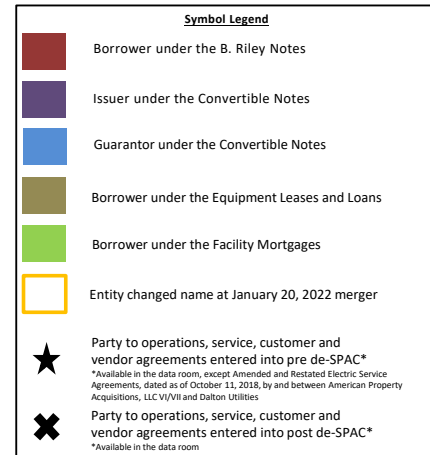 Symbol Legend
Borrower under the B. Riley Notes
Issuer under the Convertible Notes
Guarantor under the Convertible Notes
Borrower under the Equipment Leases and Loans
Borrower under the Facility Mortgages
Entity changed name at January 20, 2022 merger
Party to operations, service, customer and
vendor agreements entered into pre de-SPAC*
*Available in the data room, except Amended and Restated Electric Service
Agreements, dated as of October 11, 2018, by and between American Property
Acquisitions, LLC VI/VII and Dalton Utilities
Party to operations, service, customer and
vendor agreements entered into post de-SPAC*
*Available in the data room